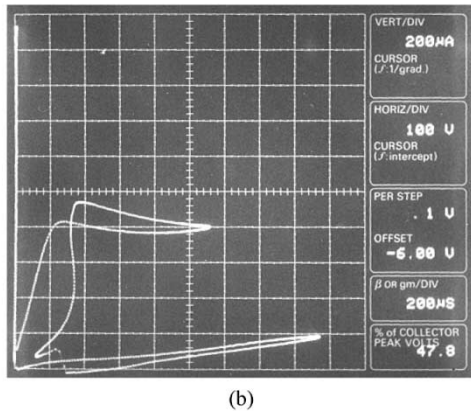 VERT/DIV
200µA
CURSOR
(ƒ:1/grad.)
HORIZ/DIV
100 V
CURSOR
(ƒ:intercept)
PER STEP
.1 V
OFFSET
-6.00 V
β OR gm/DIV
200µS
% of COLLECTOR
PEAK VOLTS
47.8
(b)